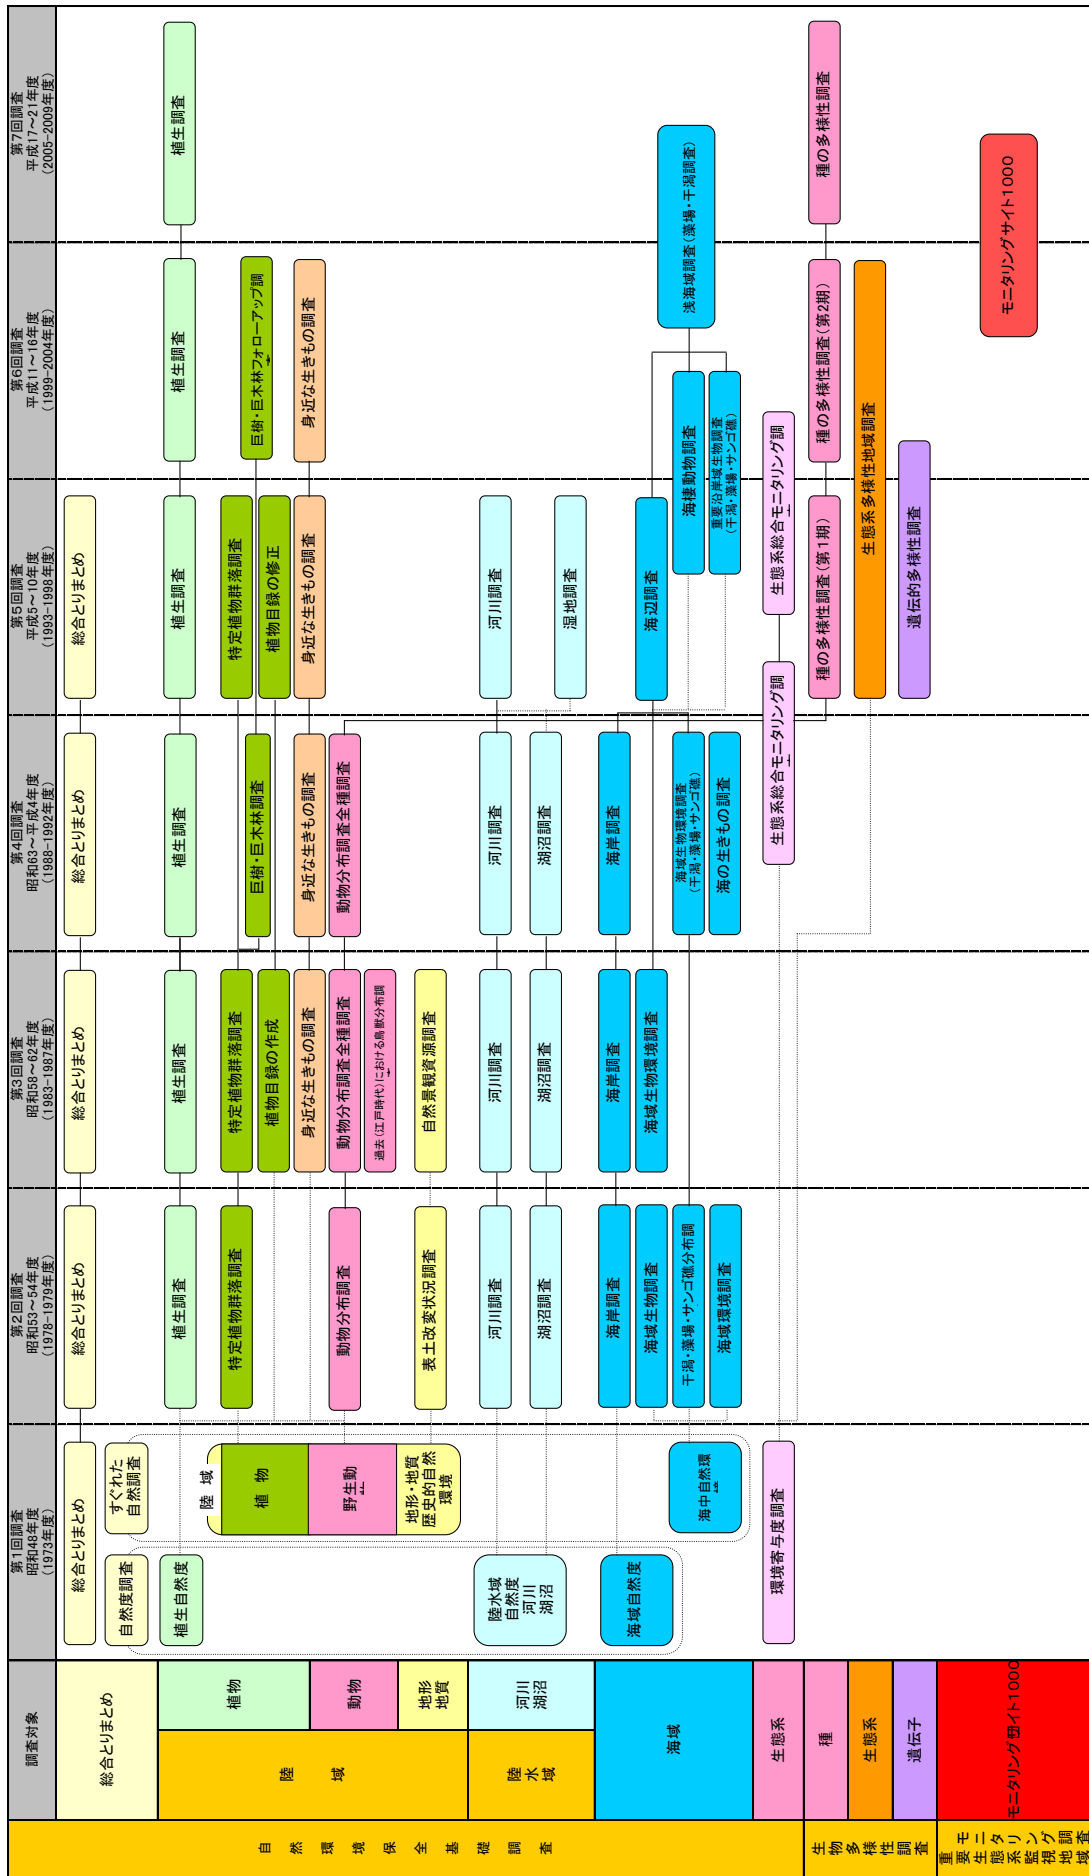 調査対象
第1回調査
昭和48年度
(1973年度)
第2回調査
昭和53～54年度
(1978-1979年度)
第3回調査
昭和58～62年度
(1983-1987年度)
第4回調査
昭和63～平成4年度
(1988-1992年度)
第5回調査
平成5～10年度
(1993-1998年度)
第6回調査
平成11～16年度
(1999-2004年度)
第7回調査
平成17～21年度
(2005-2009年度)
自然環境保全基礎調査
総合とりまとめ
総合とりまとめ
総合とりまとめ
総合とりまとめ
総合とりまとめ
総合とりまとめ
自然度調査
すぐれた
自然調査
陸域
植物
植生自然度
植生調査
植生調査
植生調査
植生調査
植生調査
植生調査
陸域
植物
特定植物群落調査
特定植物群落調査
特定植物群落調査
巨樹・巨木林調査
巨樹・巨木林フォローアップ調
植物目録の作成
植物目録の修正
身近な生きもの調査
身近な生きもの調査
身近な生きもの調査
身近な生きもの調査
動物
野生動
動物分布調査
動物分布調査全種調査
動物分布調査全種調査
過去(江戸時代)における鳥獣分布調
地形
地質
地形・地質
歴史的自然
環境
表土改変状況調査
自然景観資源調査
陸水域
河川
湖沼
陸水域
自然度
河川
湖沼
河川調査
河川調査
河川調査
河川調査
湖沼調査
湖沼調査
湖沼調査
湿地調査
海域
海域自然度
海岸調査
海岸調査
海岸調査
海辺調査
海域生物調査
海域生物環境調査
海中自然環
干潟・藻場・サンゴ礁分布調
海域生物環境調査
(干潟・藻場・サンゴ礁)
海棲動物調査
浅海域調査(藻場・干潟調査)
海域環境調査
海の生きもの調査
重要沿岸域生物調査
(干潟・藻場・サンゴ礁)
生態系
環境寄与度調査
生態系総合モニタリング調
生態系総合モニタリング調
生物多様性調査
種
種の多様性調査(第1期)
種の多様性調査(第2期)
種の多様性調査
生態系
生態系多様性地域調査
遺伝子
遺伝的多様性調査
重要生態系監視地域
モニタリング調査
モニタリングサイト1000
モニタリングサイト1000